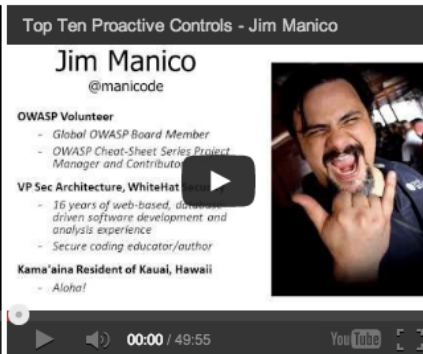 Top Ten Proactive Controls - Jim Manico
Jim Manico
@manicode
OWASP Volunteer
- Global OWASP Board Member
- OWASP Cheat-Sheet Series Project
Manager and Contributor
VP Sec Architecture, WhiteHat Security
- 16 years of web-based, database-
driven software development and
analysis experience
- Secure coding educator/author
Kama'aina Resident of Kauai, Hawaii
- Aloha!
00:00 / 49:55
YouTube